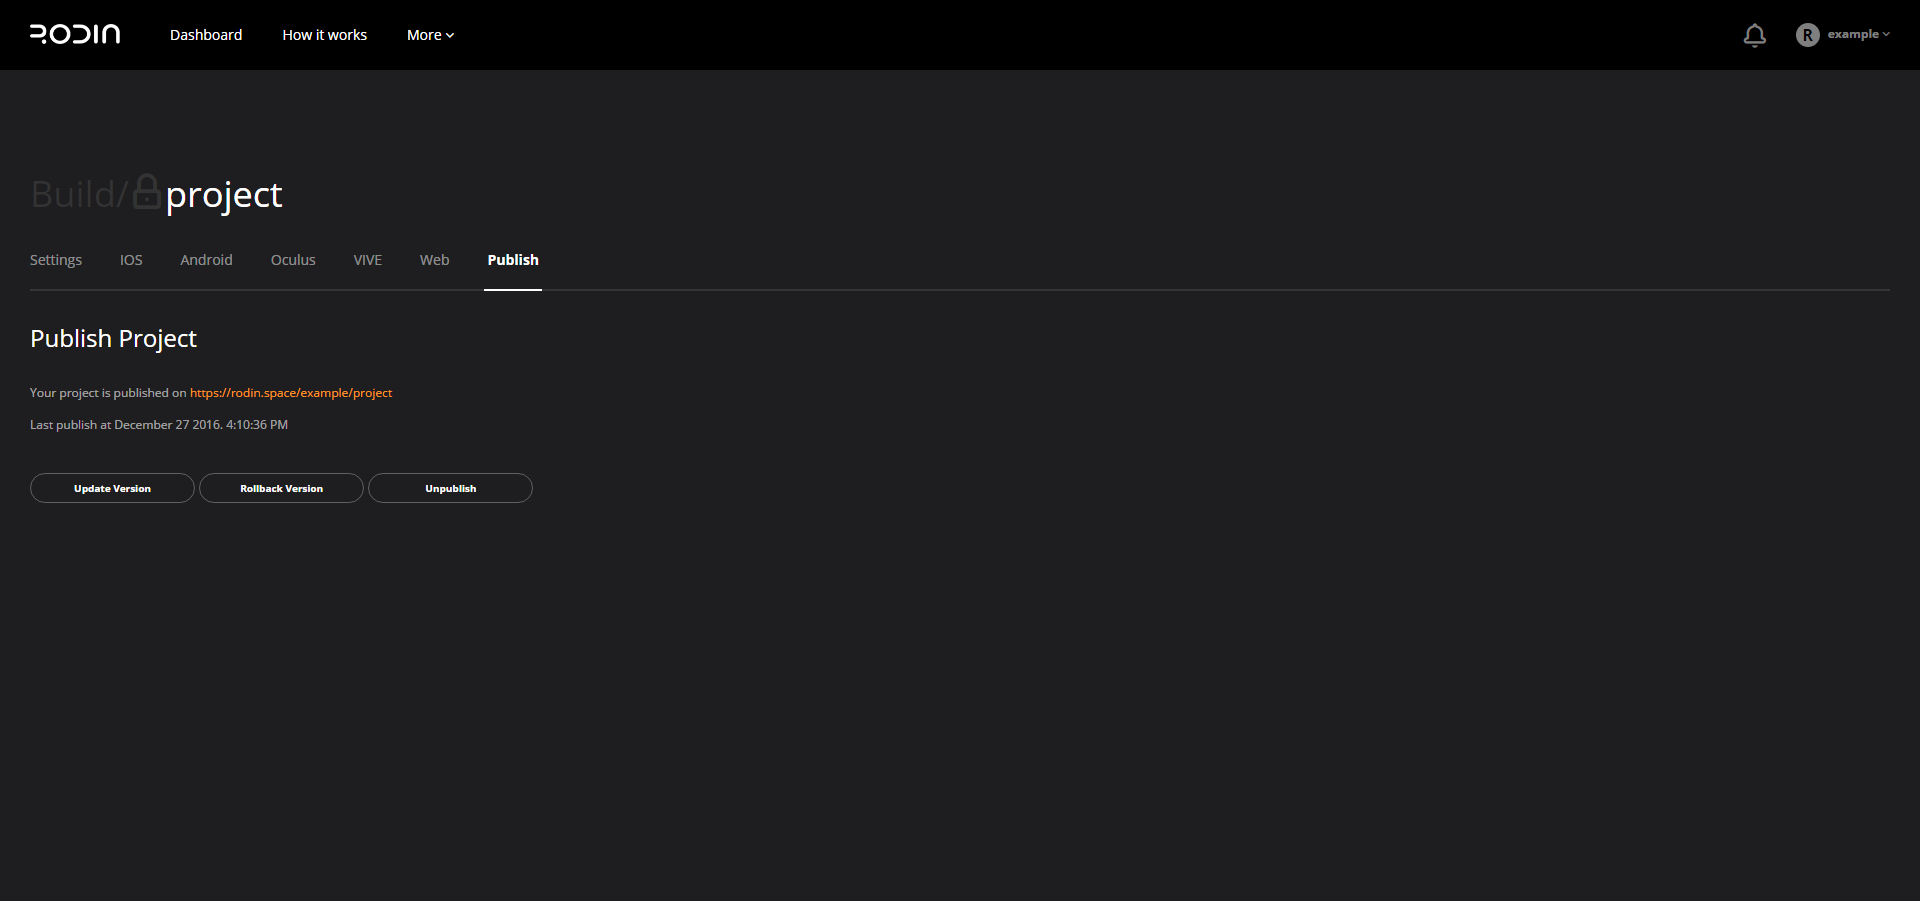 RODIN Dashboard How it works More R example
Build/project
Settings IOS Android Oculus VIVE Web Publish
Publish Project
Your project is published on https://rodin.space/example/project
Last publish at December 27 2016. 4:10:36 PM
Update Version Rollback Version Unpublish